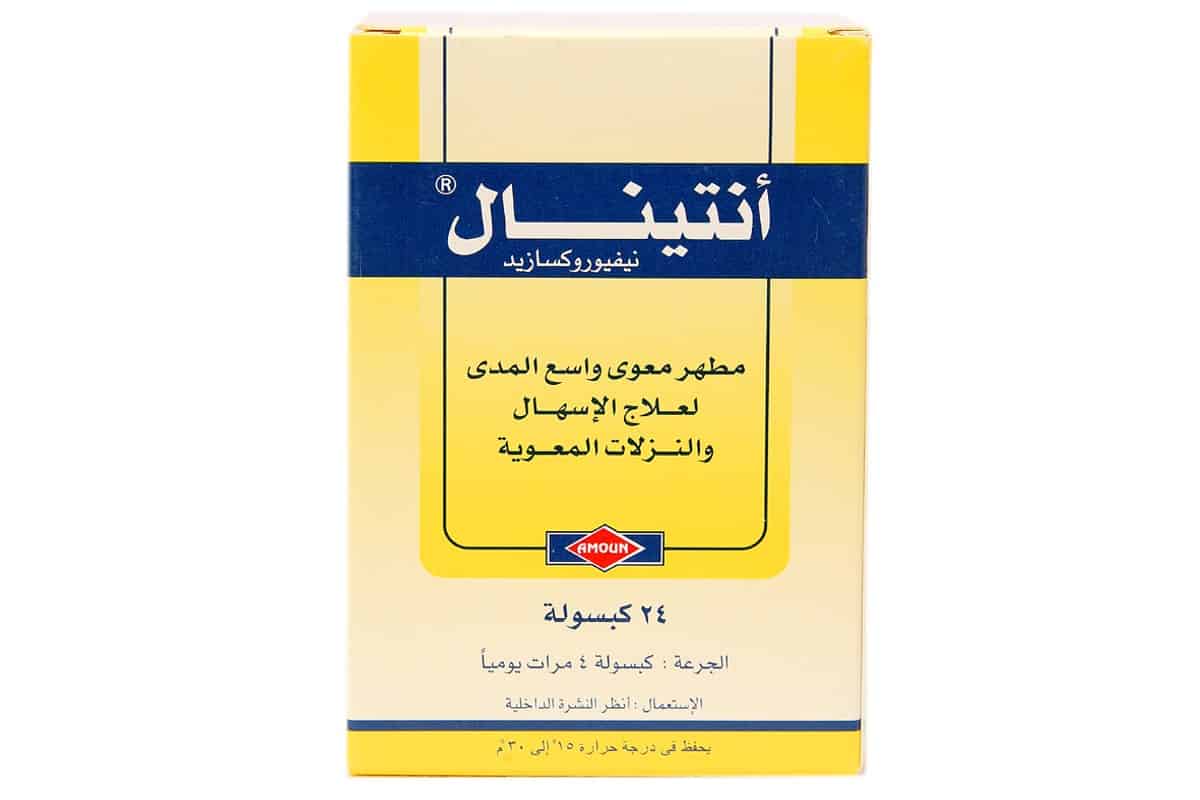 أنتينال®
نيفيوروكسازيد
مطهر معوى واسع المدى
لعلاج الإسهال
والنزلات المعوية
AMOUN
٢٤ كبسولة
الجرعة : كبسولة ٤ مرات يومياً
الإستعمال : أنظر النشرة الداخلية
يحفظ فى درجة حرارة ١٥° إلى ٣٠°م